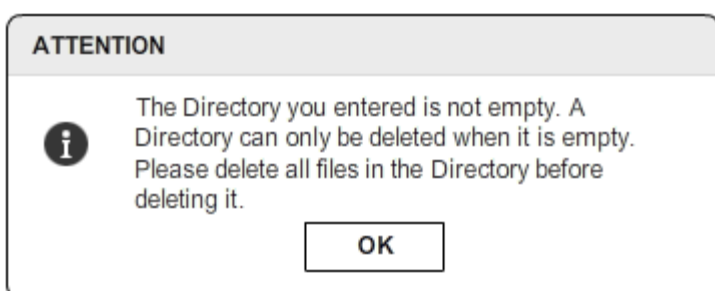 ATTENTION
The Directory you entered is not empty. A
Directory can only be deleted when it is empty.
Please delete all files in the Directory before
deleting it.
OK